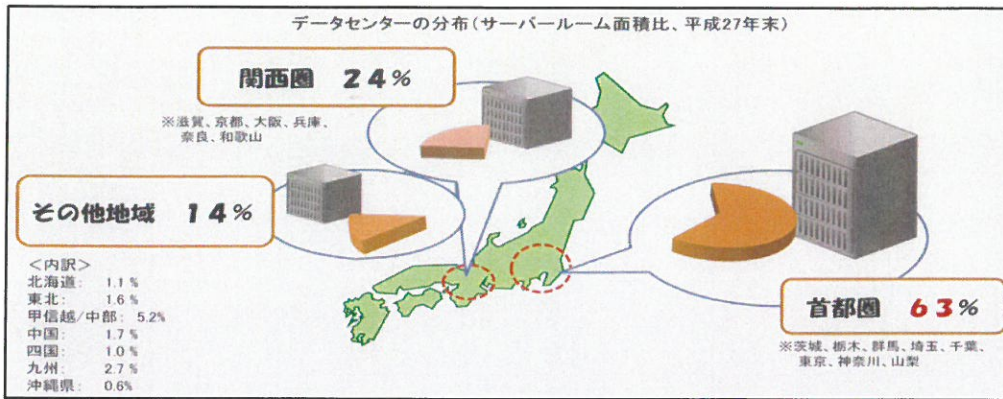 データセンターの分布(サーバールーム面積比、平成27年末)
関西圏 24%
※滋賀、京都、大阪、兵庫、
奈良、和歌山
その他地域 14%
<内訳>
北海道: 1.1 %
東北: 1.6 %
甲信越/中部: 5.2%
中国: 1.7 %
四国: 1.0 %
九州: 2.7 %
沖縄県: 0.6%
首都圏 63%
※茨城、栃木、群馬、埼玉、千葉、
東京、神奈川、山梨